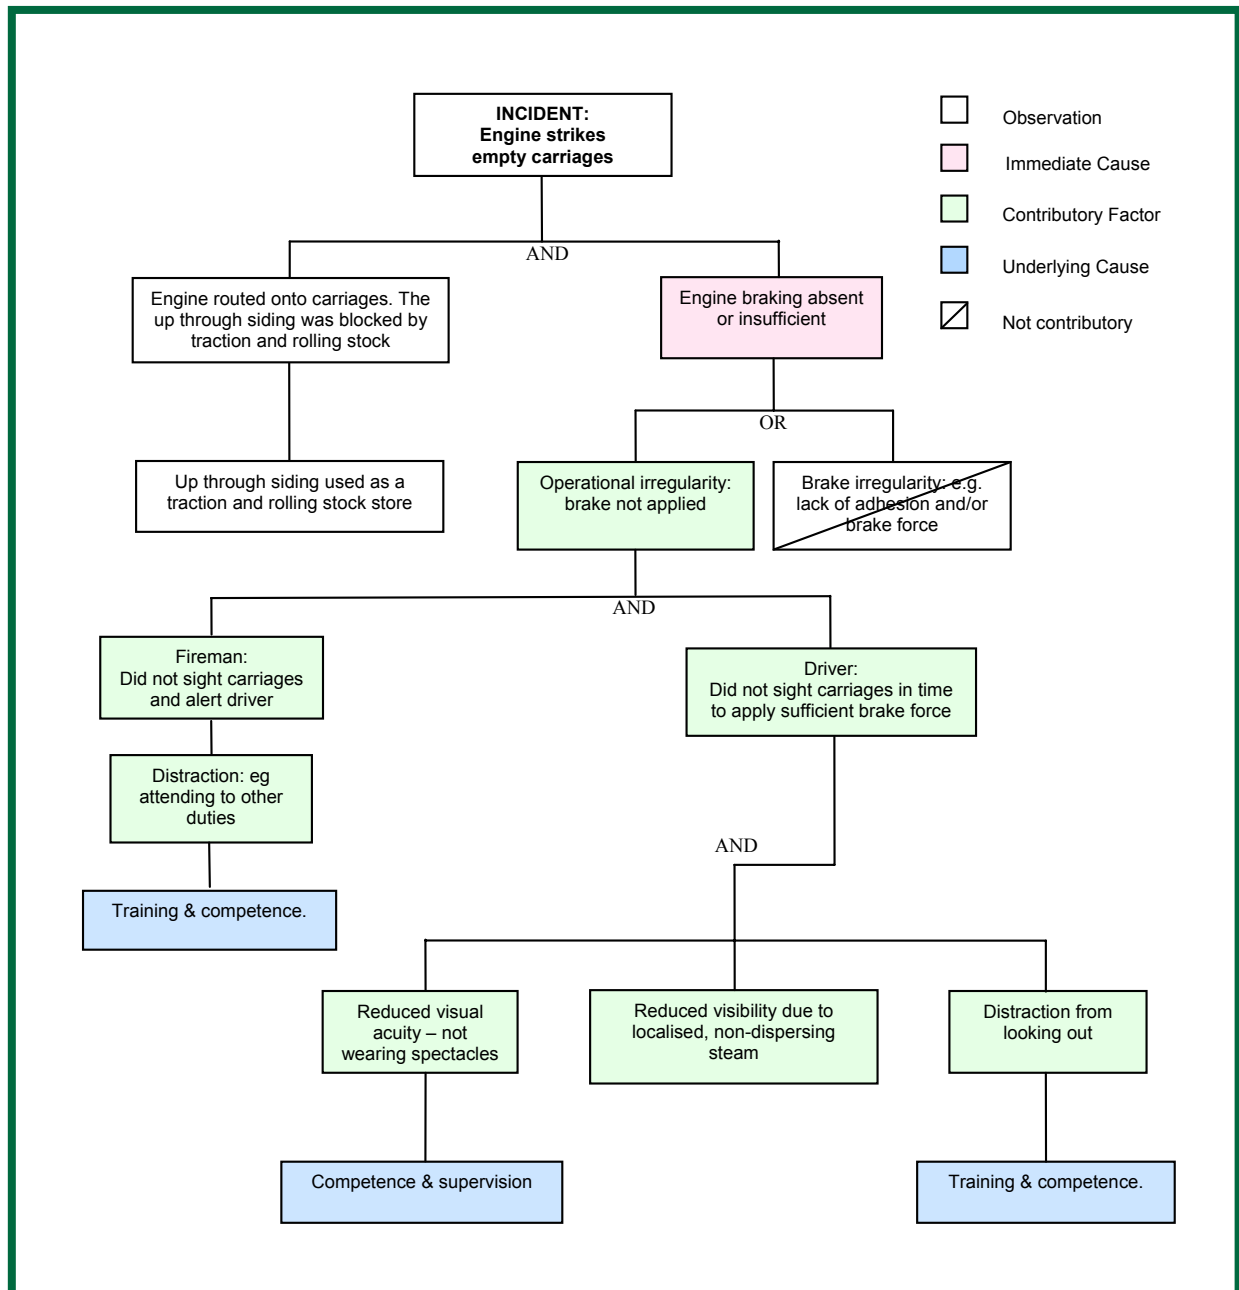 INCIDENT:
Engine strikes
empty carriages
Observation
Immediate Cause
Contributory Factor
Underlying Cause
Not contributory
AND
Engine routed onto carriages. The
up through siding was blocked by
traction and rolling stock
Engine braking absent
or insufficient
OR
Up through siding used as a
traction and rolling stock store
Operational irregularity:
brake not applied
Brake irregularity: e.g.
lack of adhesion and/or
brake force
AND
Fireman:
Did not sight carriages
and alert driver
Driver:
Did not sight carriages in time
to apply sufficient brake force
Distraction: eg
attending to other
duties
AND
Training & competence.
Reduced visual
acuity – not
wearing spectacles
Reduced visibility due to
localised, non-dispersing
steam
Distraction from
looking out
Competence & supervision
Training & competence.